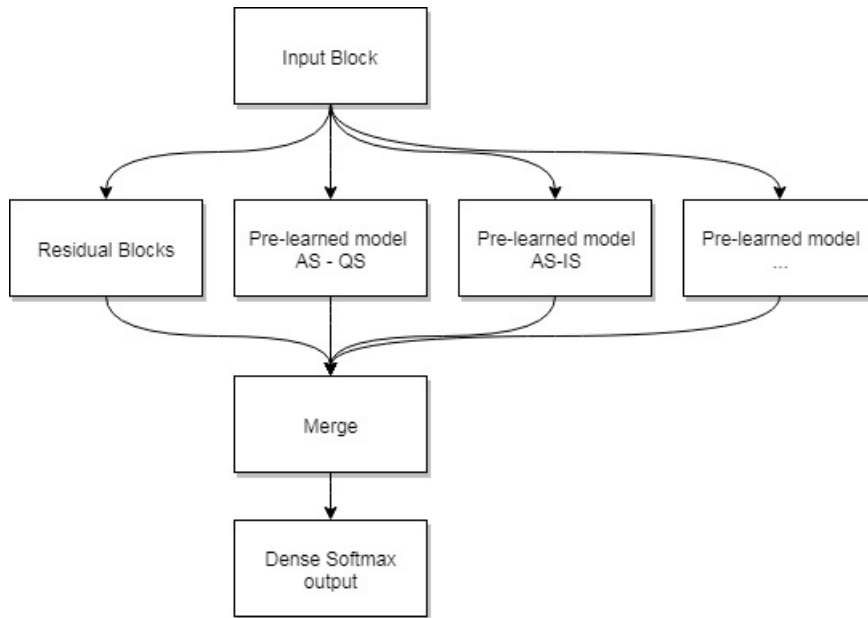 Input Block
Residual Blocks
Pre-learned model
AS - QS
Pre-learned model
AS-IS
Pre-learned model
...
Merge
Dense Softmax
output